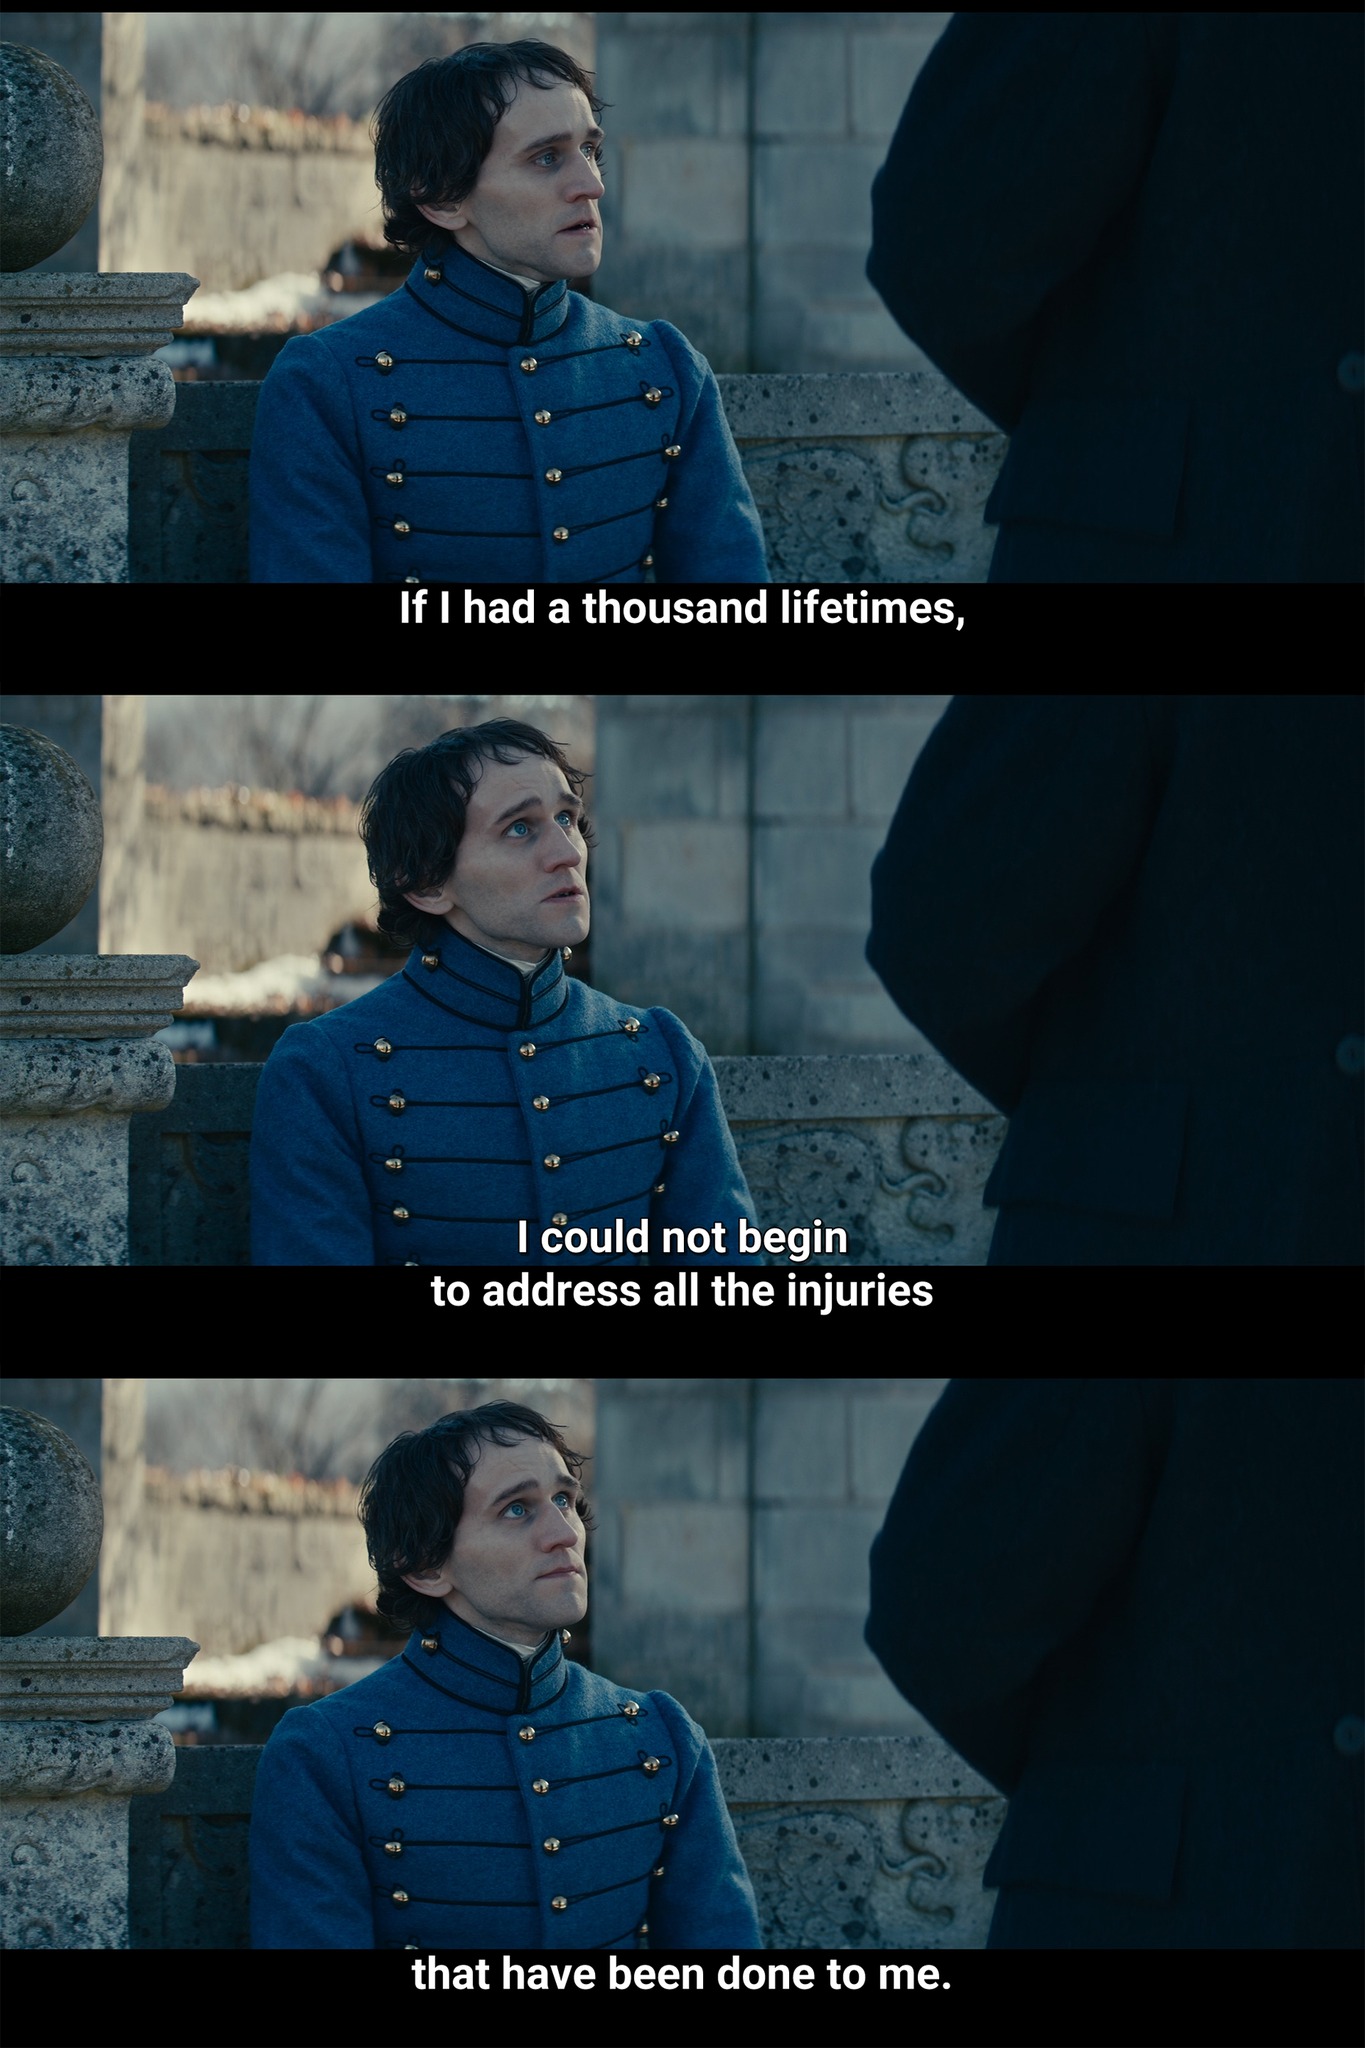 If I had a thousand lifetimes,
I could not begin
to address all the injuries
that have been done to me.